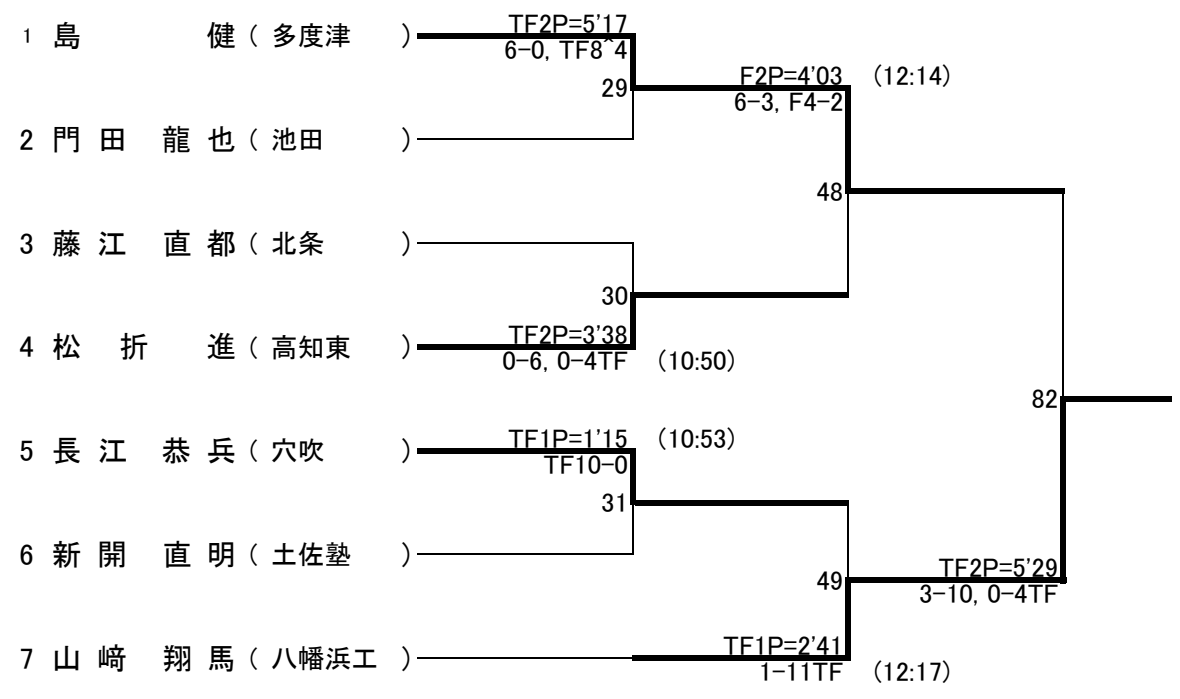 TF2P=5'17
1 島 健 ( 多度津 )
6-0, TF8^4
29
F2P=4'03 (12:14)
6-3, F4-2
2 門 田 龍 也 ( 池田 )
48
3 藤 江 直 都 ( 北条 )
30
TF2P=3'38
4 松 折 進 ( 高知東 )
0-6, 0-4TF (10:50)
82
TF1P=1'15 (10:53)
5 長 江 恭 兵 ( 穴吹 )
TF10-0
31
6 新 開 直 明 ( 土佐塾 )
TF2P=5'29
49
3-10, 0-4TF
TF1P=2'41
7 山 﨑 翔 馬 ( 八幡浜工 )
1-11TF (12:17)